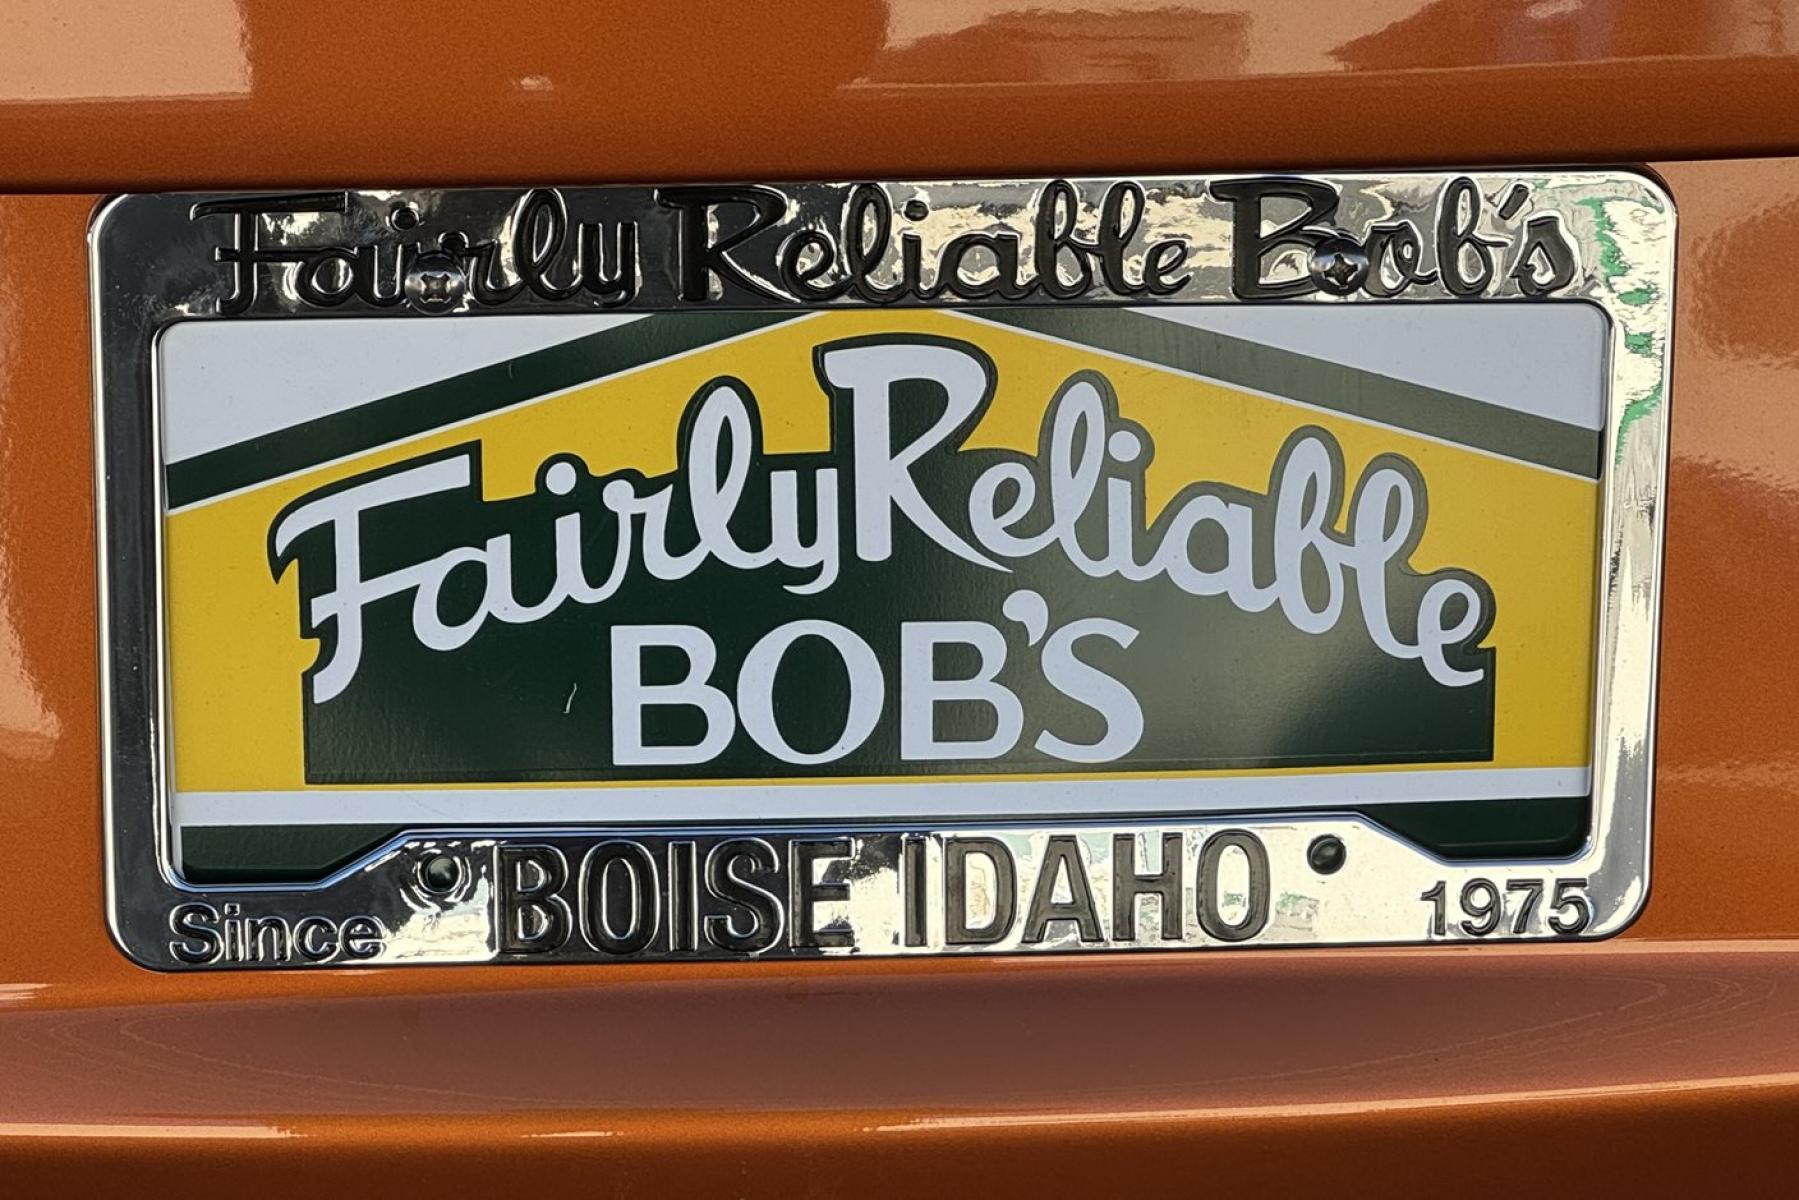 Fairly Reliable Bob's
Fairly Reliable
BOB'S
BOISE IDAHO
Since 1975